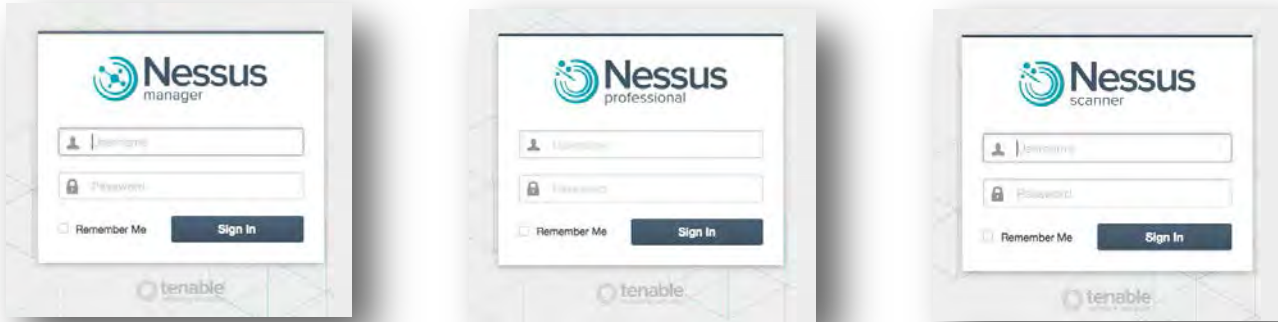 Nessus
manager
Username
Password
Remember Me
Sign In
tenable
Nessus
professional
Username
Password
Remember Me
Sign In
tenable
Nessus
scanner
Username
Password
Remember Me
Sign In
tenable